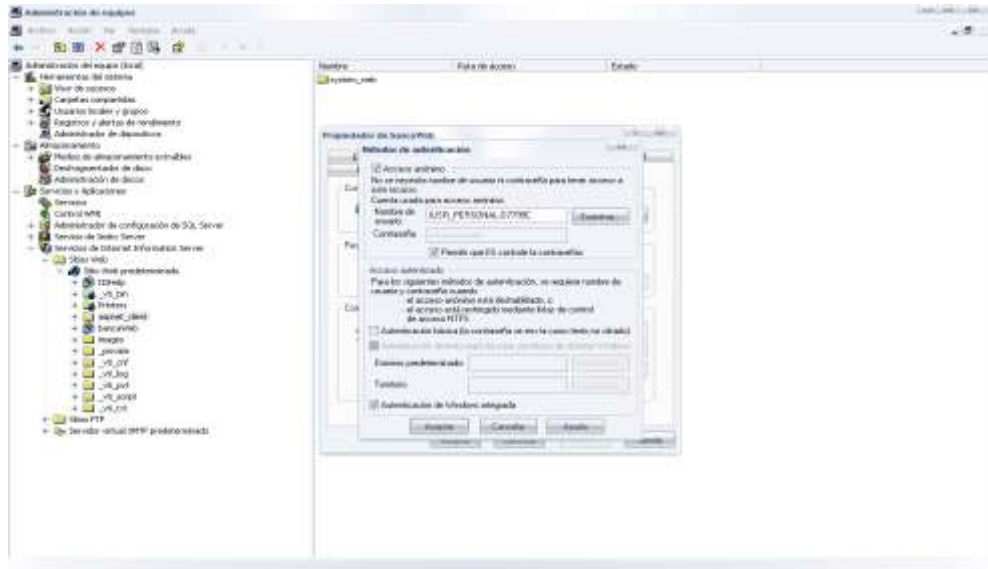 Administración de equipos
Archivo Acción Ver Ventana Ayuda
Administración del equipo (local)
Herramientas del sistema
Visor de sucesos
Carpetas compartidas
Usuarios locales y grupos
Registros y alertas de rendimiento
Administrador de dispositivos
Almacenamiento
Medios de almacenamiento extraíbles
Desfragmentador de disco
Administración de discos
Servicios y Aplicaciones
Servicios
Control WMI
Administrador de configuración de SQL Server
Servicio de Index Server
Servicios de Internet Information Server
Sitios Web
Sitio Web predeterminado
IISHelp
_vti_bin
Printers
aspnet_client
bancaWeb
images
_private
_vti_cnf
_vti_log
_vti_pvt
_vti_script
_vti_txt
Sitios FTP
Servidor virtual SMTP predeterminado
Nombre Ruta de acceso Estado
system_web
Propiedades de bancaWeb
Métodos de autenticación
Acceso anónimo
No se necesita nombre de usuario ni contraseña para tener acceso a
este recurso.
Cuenta usada para acceso anónimo:
Nombre de
usuario:
Examinar...
Contraseña:
Permitir que IIS controle la contraseña
Acceso autenticado
Para los siguientes métodos de autenticación, se requiere nombre de
usuario y contraseña cuando
el acceso anónimo está deshabilitado, o
el acceso está restringido mediante listas de control
de acceso NTFS
Autenticación básica (la contraseña se envía como texto no cifrado)
Dominio predeterminado:
Autenticación de Windows integrada
Aceptar Cancelar Ayuda